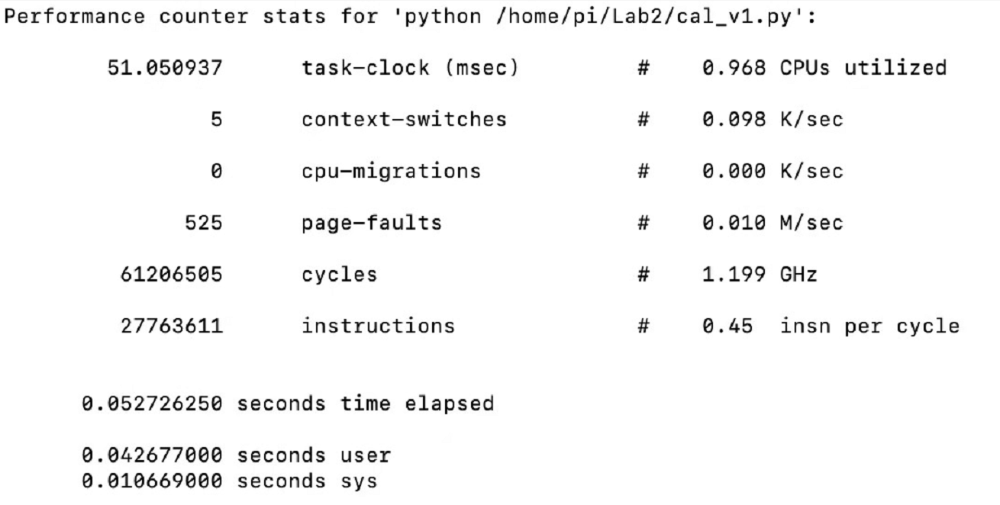 Performance counter stats for 'python /home/pi/Lab2/cal_v1.py':
51.050937 task-clock (msec) # 0.968 CPUs utilized
5 context-switches # 0.098 K/sec
0 cpu-migrations # 0.000 K/sec
525 page-faults # 0.010 M/sec
61206505 cycles # 1.199 GHz
27763611 instructions # 0.45 insn per cycle
0.052726250 seconds time elapsed
0.042677000 seconds user
0.010669000 seconds sys